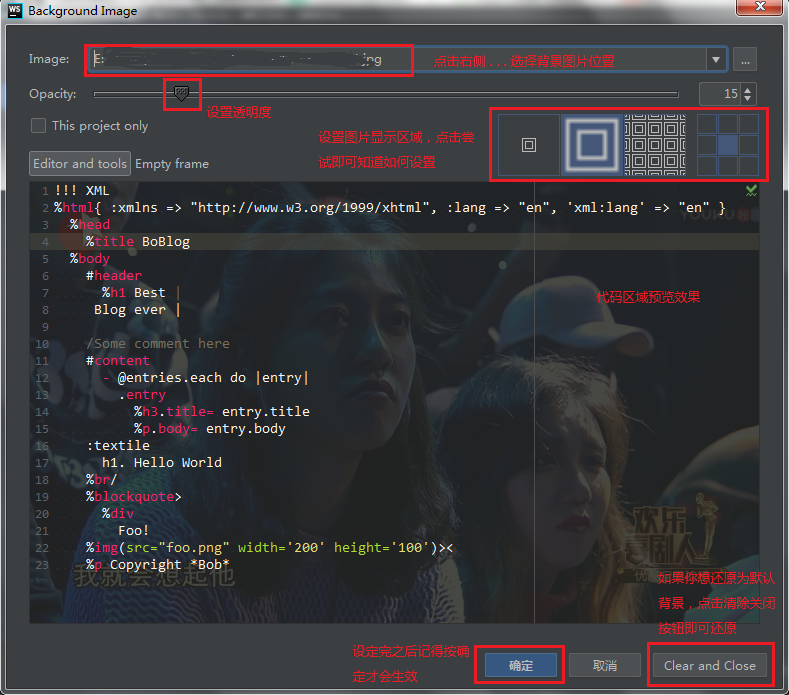 WS Background Image
Image: E: jpg 点击右侧 . . . 选择背景图片位置 ...
Opacity: 15
设置透明度
This project only
设置图片显示区域，点击尝
试即可知道如何设置
Editor and tools Empty frame
1 !!! XML
2 %html{ :xmlns => "http://www.w3.org/1999/xhtml", :lang => "en", 'xml:lang' => "en" }
YOUKU 独播
3 %head
4 %title BoBlog
5 %body
6 #header
7 %h1 Best |
8 Blog ever |
代码区域预览效果
9
10 /Some comment here
11 #content
12 - @entries.each do |entry|
13 .entry
14 %h3.title= entry.title
15 %p.body= entry.body
16 :textile
17 h1. Hello World
18 %br/
19 %blockquote>
20 %div
21 Foo!
22 %img(src="foo.png" width='200' height='100')><
23 %p Copyright *Bob*
欢乐
喜剧人
我就会想起他
如果你想还原为默认
背景，点击清除关闭
按钮即可还原
设定完之后记得按确
定才会生效
确定 取消 Clear and Close